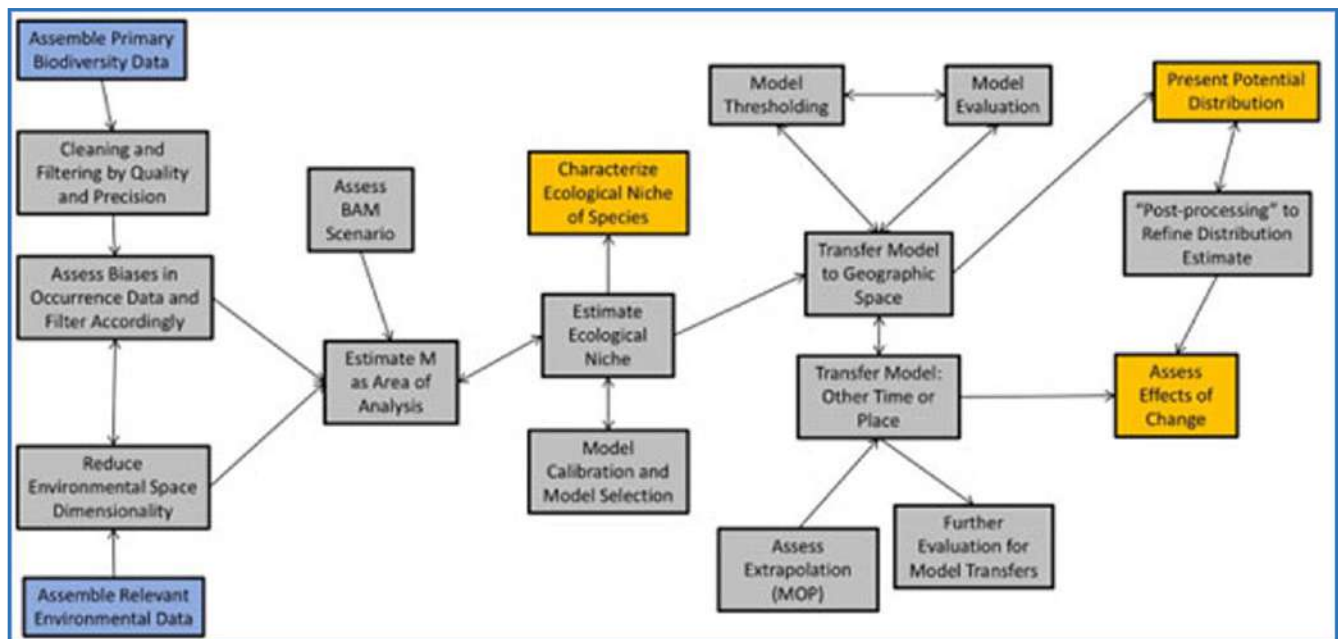 Assemble Primary
Biodiversity Data
Cleaning and
Filtering by Quality
and Precision
Assess Biases in
Occurrence Data and
Filter Accordingly
Reduce
Environmental Space
Dimensionality
Assemble Relevant
Environmental Data
Assess
BAM
Scenario
Estimate M
as Area of
Analysis
Characterize
Ecological Niche
of Species
Estimate
Ecological
Niche
Model
Calibration and
Model Selection
Model
Thresholding
Model
Evaluation
Transfer Model
to Geographic
Space
Transfer Model:
Other Time or
Place
Assess
Extrapolation
(MOP)
Further
Evaluation for
Model Transfers
Present Potential
Distribution
“Post-processing” to
Refine Distribution
Estimate
Assess
Effects of
Change